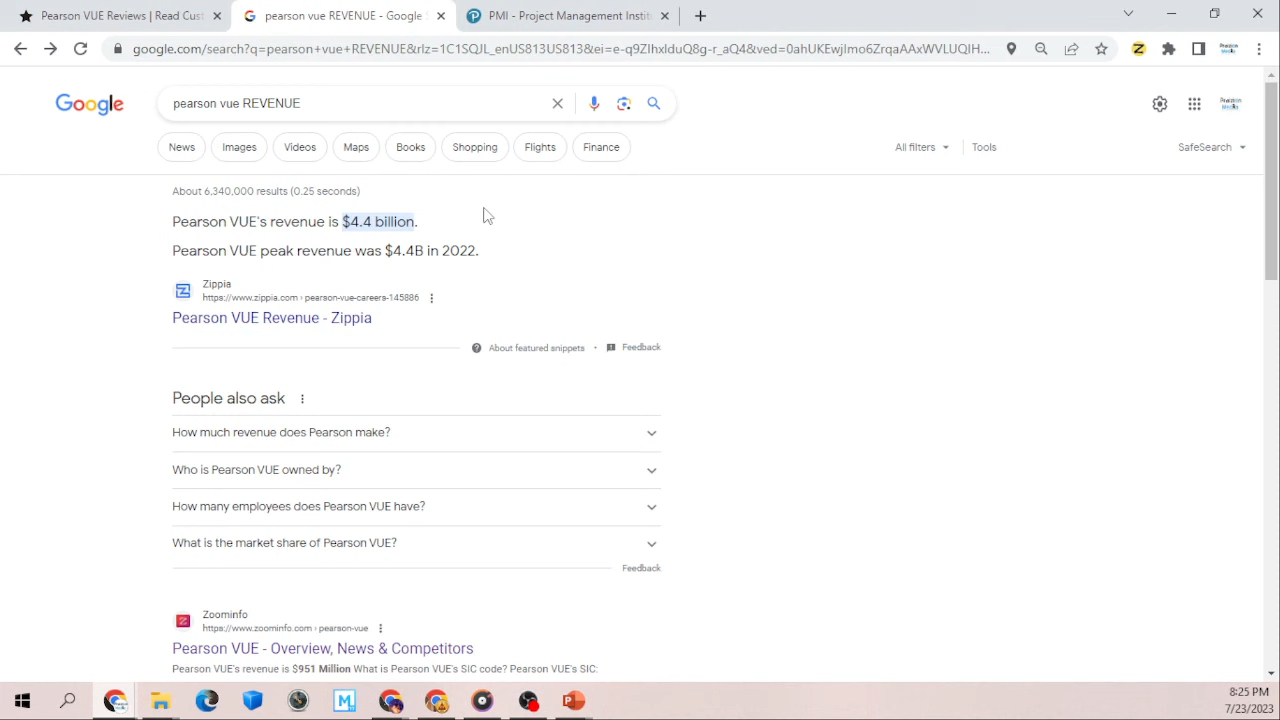 Pearson VUE Reviews | Read Cust
pearson vue REVENUE - Google S
PMI - Project Management Institu
google.com/search?q=pearson+vue+REVENUE&rlz=1C1SQJL_enUS813US813&ei=e-q9ZIhxIduQ8g-r_aQ4&ved=0ahUKEwjlmo6ZrqaAAxWVLUQIH...
Google
pearson vue REVENUE
News
Images
Videos
Maps
Books
Shopping
Flights
Finance
All filters
Tools
SafeSearch
About 6,340,000 results (0.25 seconds)
Pearson VUE's revenue is $4.4 billion.
Pearson VUE peak revenue was $4.4B in 2022.
Zippia
https://www.zippia.com › pearson-vue-careers-145886
Pearson VUE Revenue - Zippia
About featured snippets
Feedback
People also ask
How much revenue does Pearson make?
Who is Pearson VUE owned by?
How many employees does Pearson VUE have?
What is the market share of Pearson VUE?
Feedback
Zoominfo
https://www.zoominfo.com › pearson-vue
Pearson VUE - Overview, News & Competitors
Pearson VUE's revenue is $951 Million What is Pearson VUE's SIC code? Pearson VUE's SIC:
8:25 PM
7/23/2023